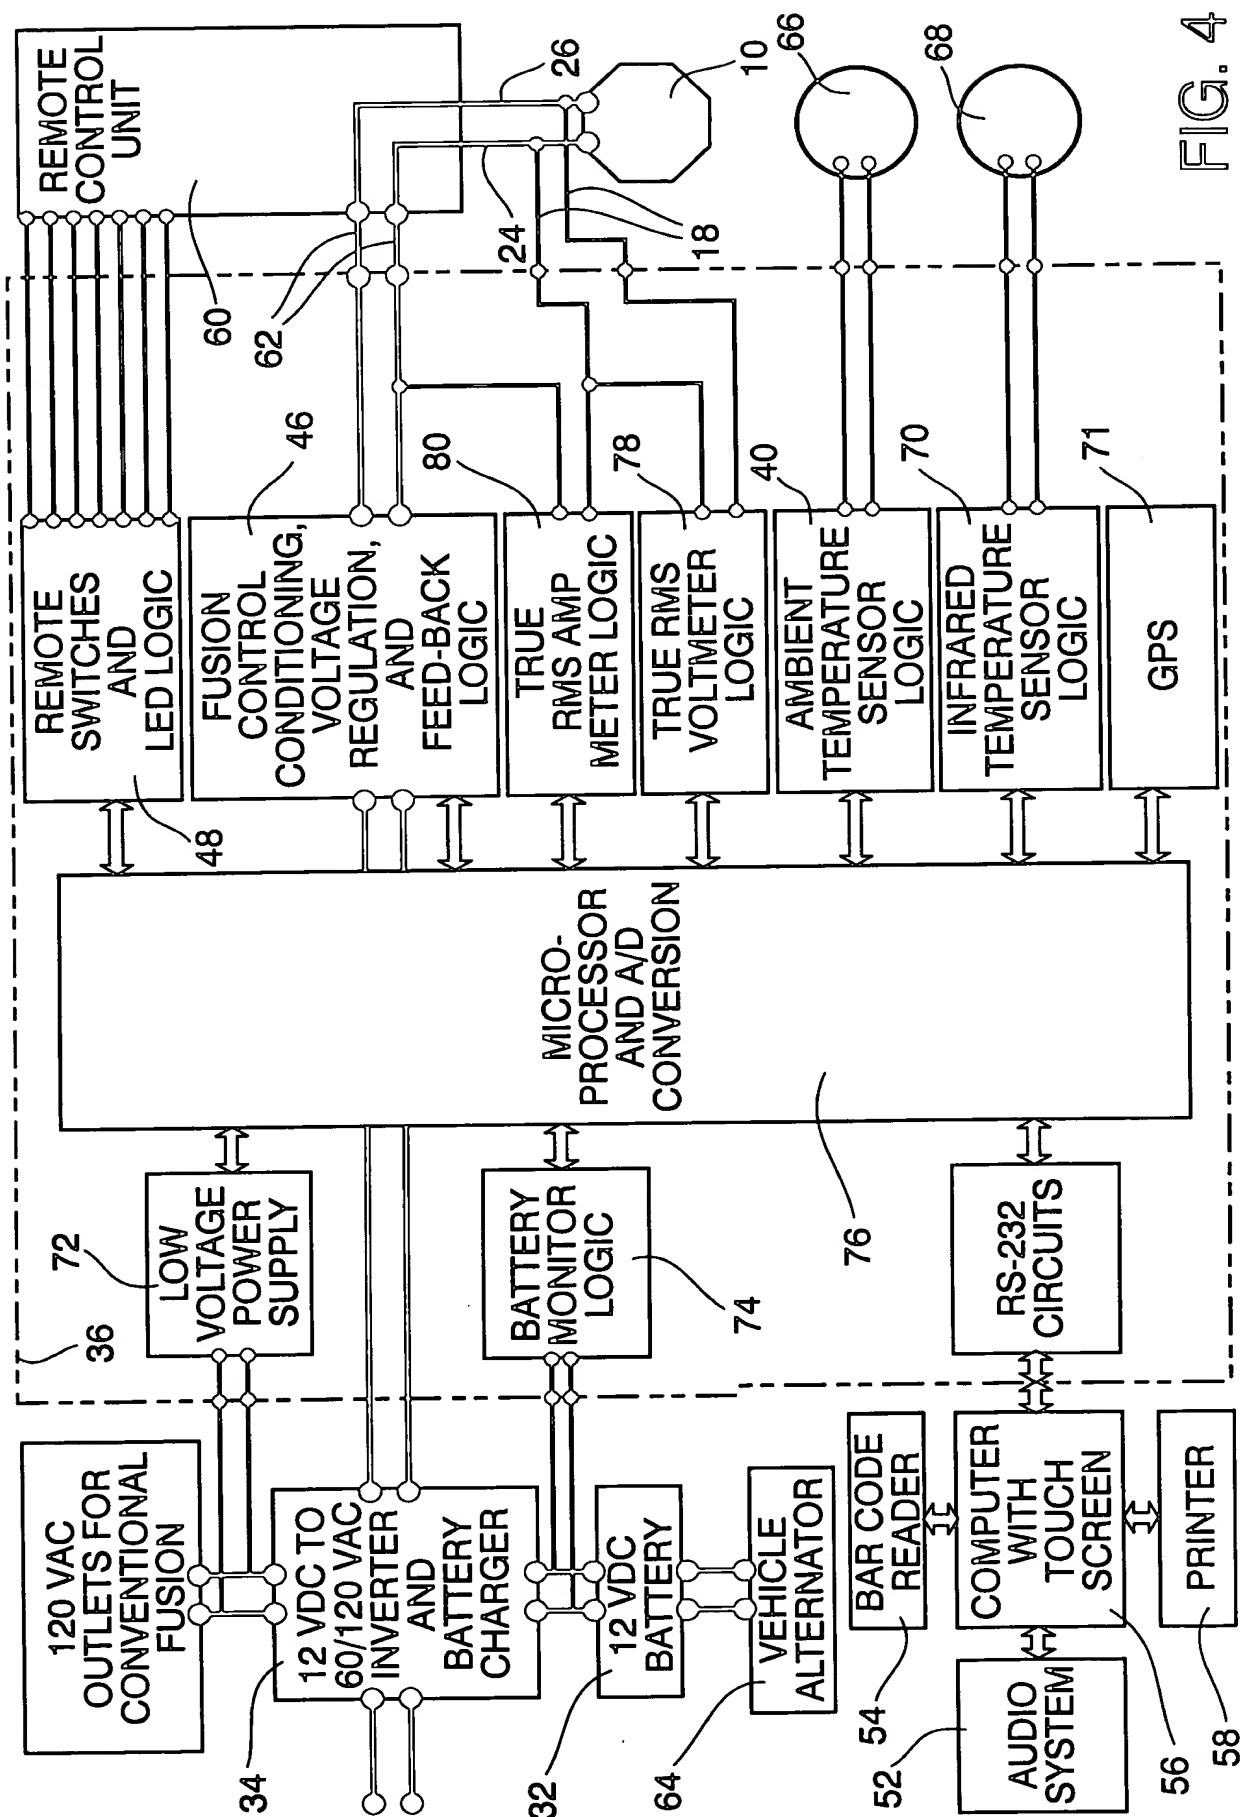 120 VAC
OUTLETS FOR
CONVENTIONAL
FUSION
36
72
LOW
VOLTAGE
POWER
SUPPLY
34
12 VDC TO
60/120 VAC
INVERTER
AND
BATTERY
CHARGER
32
12 VDC
BATTERY
BATTERY
MONITOR
LOGIC
74
64
VEHICLE
ALTERNATOR
54
BAR CODE
READER
52
AUDIO
SYSTEM
56
COMPUTER
WITH
TOUCH
SCREEN
58
PRINTER
RS-232
CIRCUITS
76
MICRO-
PROCESSOR
AND A/D
CONVERSION
48
REMOTE
SWITCHES
AND
LED LOGIC
46
FUSION
CONTROL
CONDITIONING,
VOLTAGE
REGULATION,
AND
FEED-BACK
LOGIC
80
TRUE
RMS AMP
METER LOGIC
78
TRUE RMS
VOLTMETER
LOGIC
40
AMBIENT
TEMPERATURE
SENSOR
LOGIC
70
INFRARED
TEMPERATURE
SENSOR
LOGIC
71
GPS
60
62
REMOTE
CONTROL
UNIT
24
26
18
10
66
68
FIG. 4